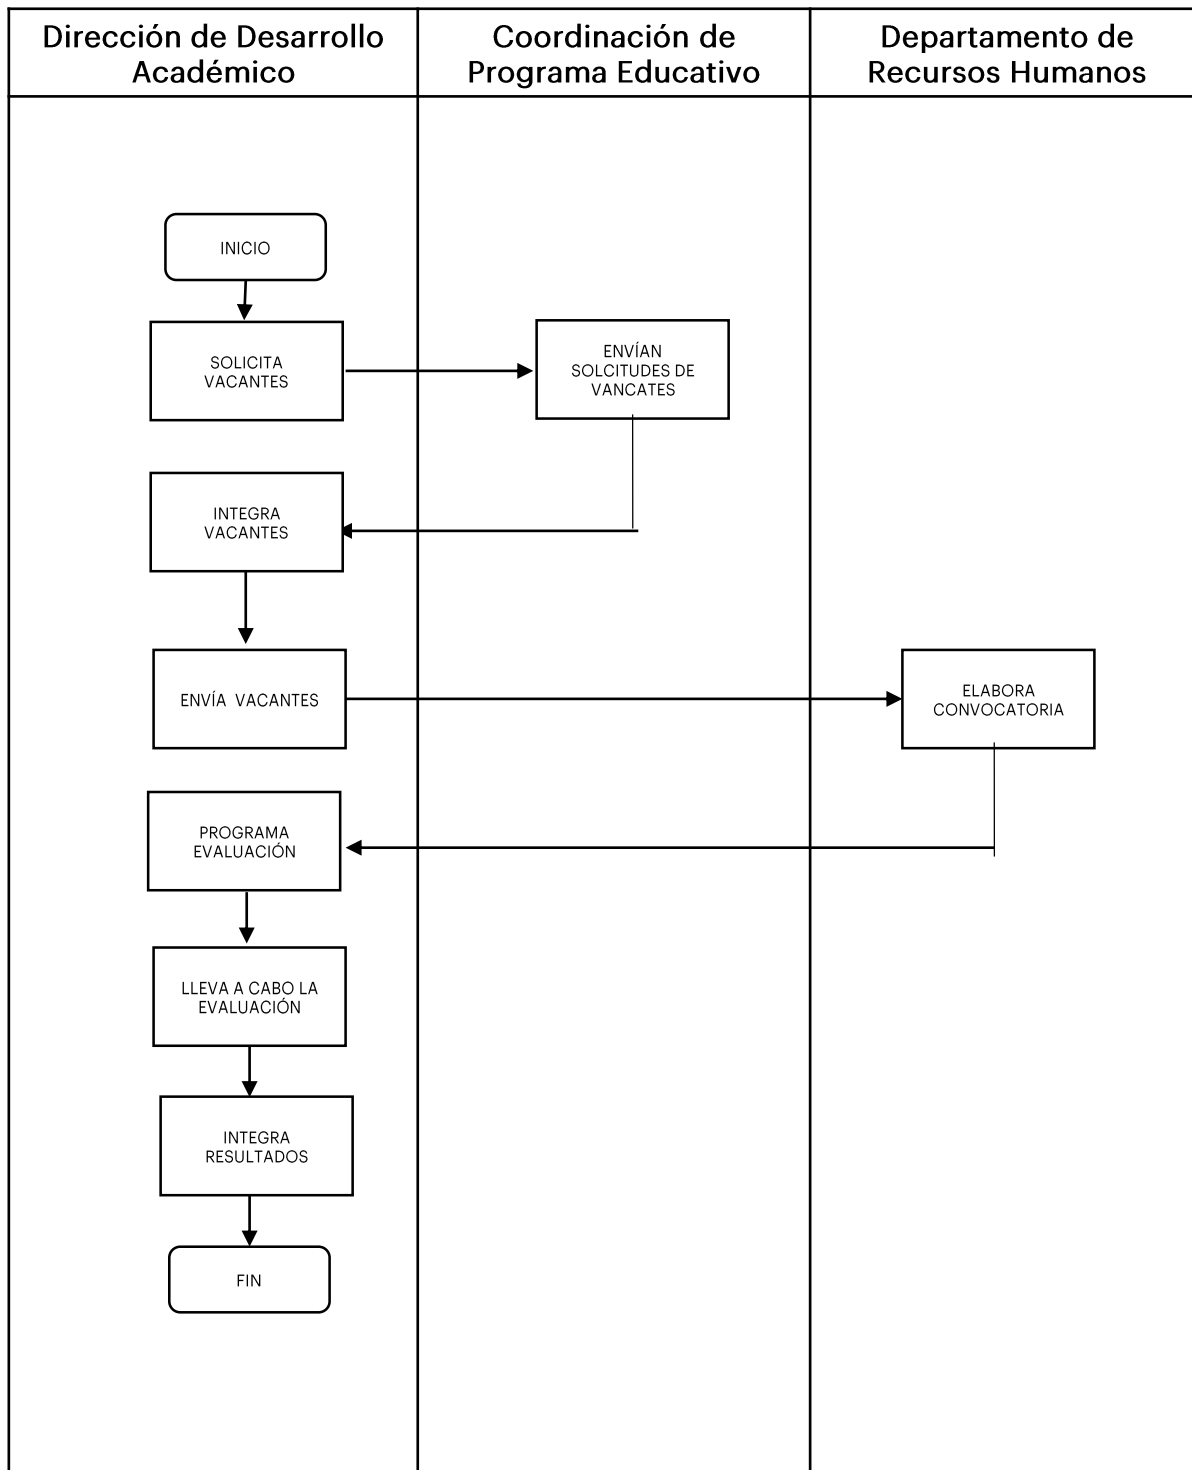 Dirección de Desarrollo
Académico
Coordinación de
Programa Educativo
Departamento de
Recursos Humanos
INICIO
SOLICITA
VACANTES
ENVÍAN
SOLCITUDES DE
VANCATES
INTEGRA
VACANTES
ENVÍA VACANTES
ELABORA
CONVOCATORIA
PROGRAMA
EVALUACIÓN
LLEVA A CABO LA
EVALUACIÓN
INTEGRA
RESULTADOS
FIN